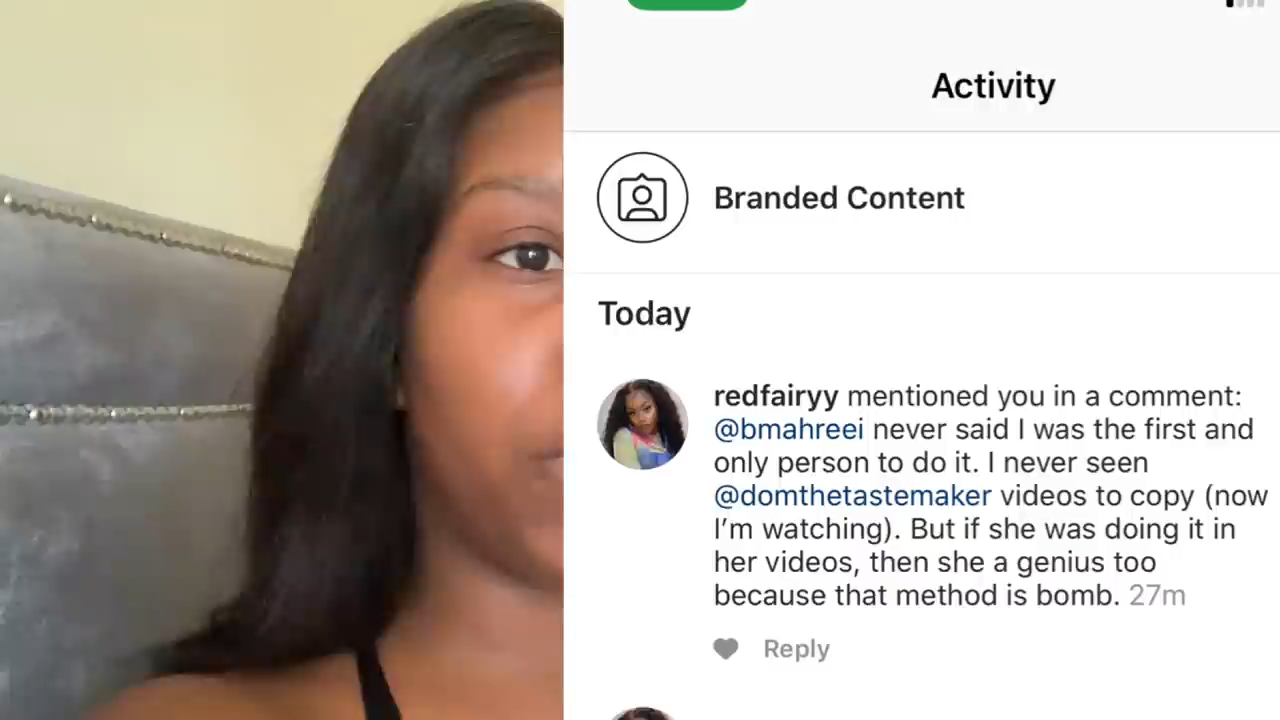 Activity
Branded Content
Today
redfairyy mentioned you in a comment:
@bmahreei never said I was the first and
only person to do it. I never seen
@domthetastemaker videos to copy (now
I’m watching). But if she was doing it in
her videos, then she a genius too
because that method is bomb. 27m
Reply